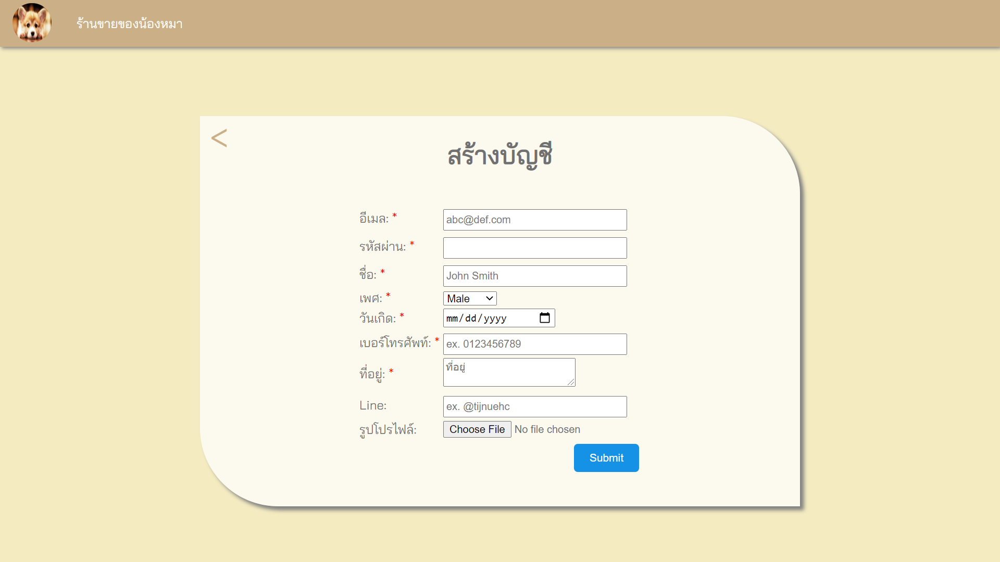 ร้านขายของน้องหมา
<
สร้างบัญชี
อีเมล: * abc@def.com
รหัสผ่าน: *
ชื่อ: * John Smith
เพศ: * Male
วันเกิด: * mm/dd/yyyy
เบอร์โทรศัพท์: * ex. 0123456789
ที่อยู่: * ที่อยู่
Line: ex. @tijnuehc
รูปโปรไฟล์: Choose File No file chosen
Submit